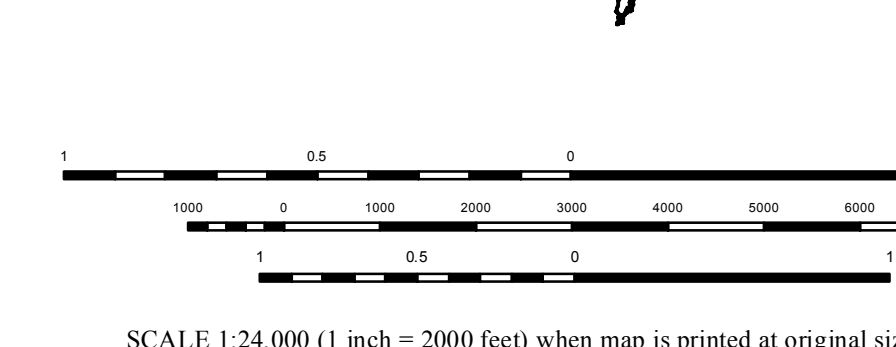 1 0.5 0
1000 0 1000 2000 3000 4000 5000 6000
1 0.5 0 1
SCALE 1:24,000 (1 inch = 2000 feet) when map is printed at original